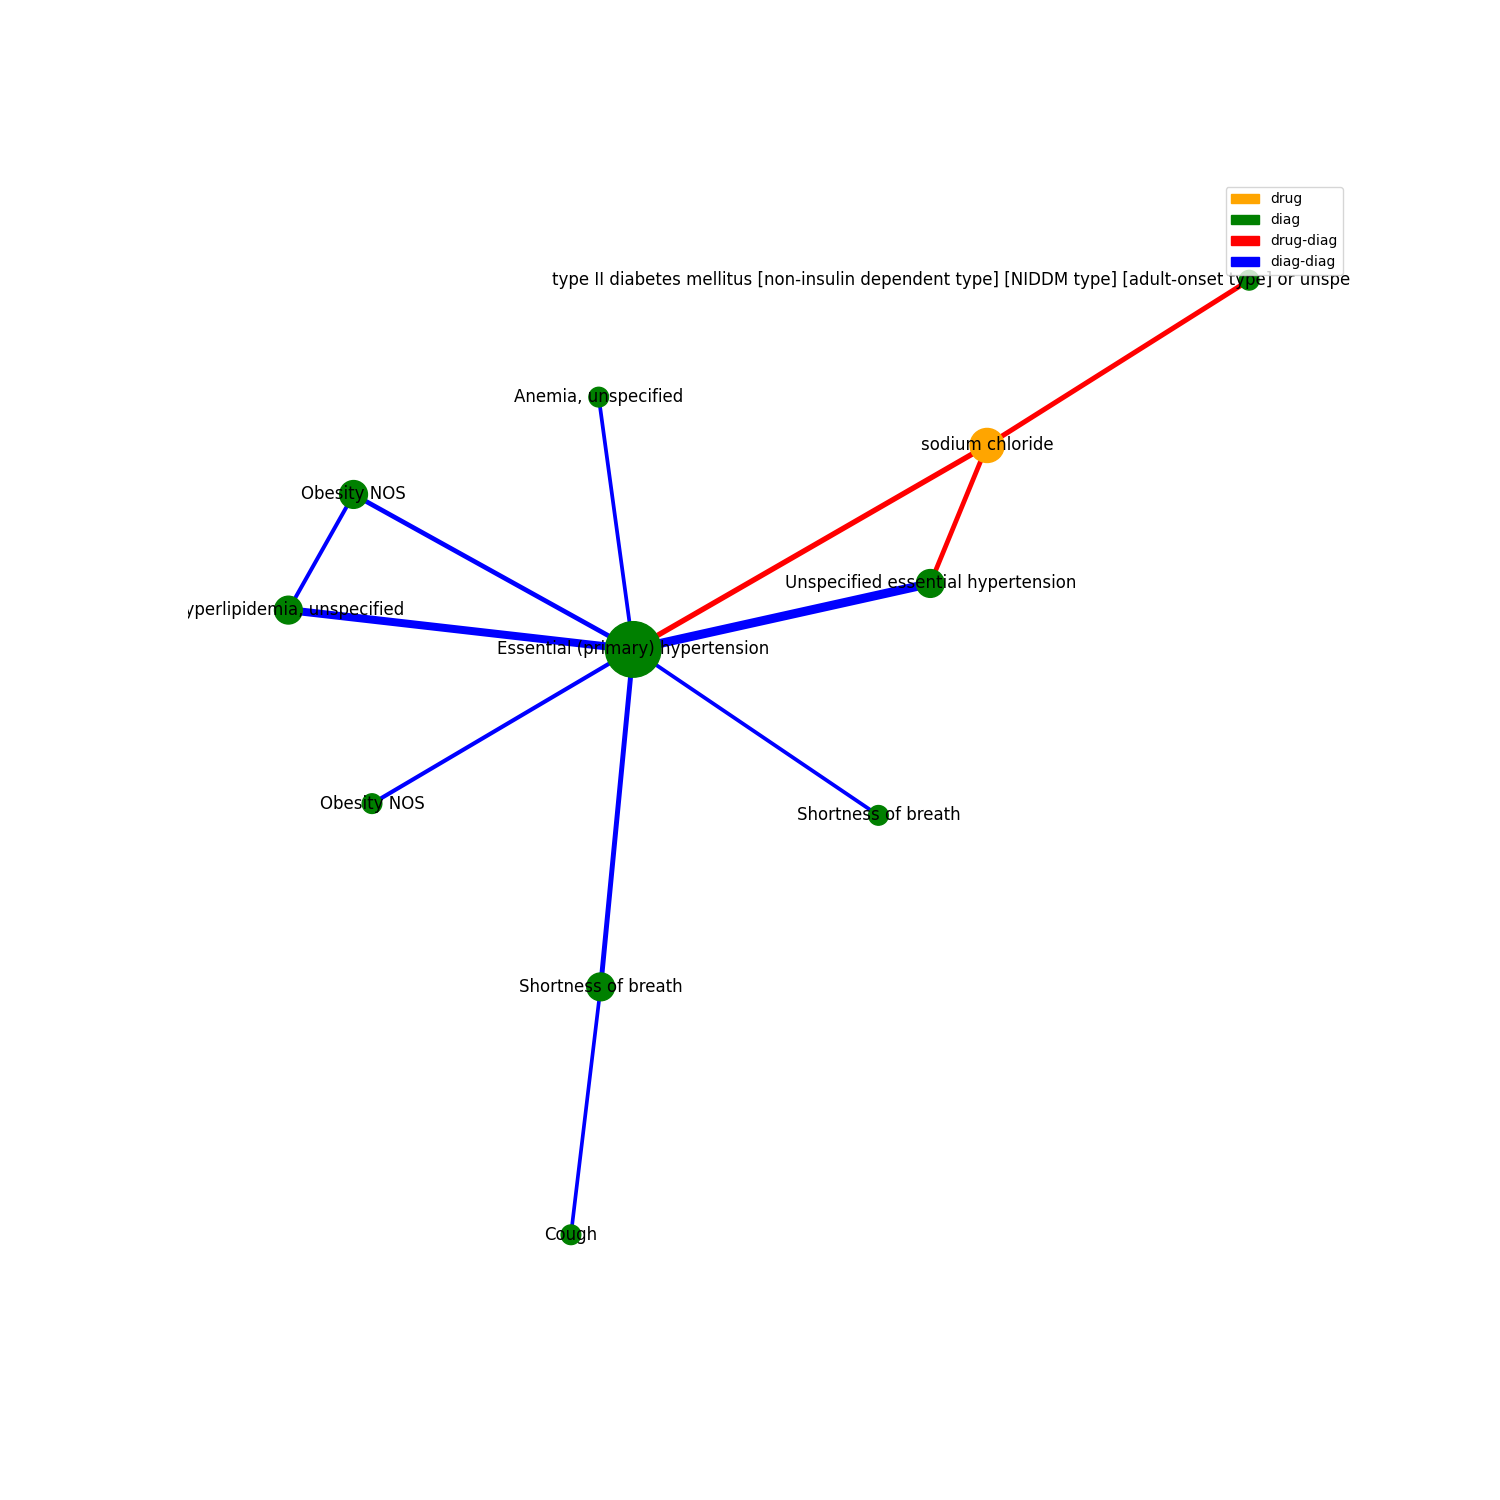 drug
diag
drug-diag
diag-diag
type II diabetes mellitus [non-insulin dependent type] [NIDDM type] [adult-onset type] or unspe
Anemia, unspecified
sodium chloride
Obesity NOS
Unspecified essential hypertension
yperlipidemia, unspecified
Essential (primary) hypertension
Obesity NOS
Shortness of breath
Shortness of breath
Cough